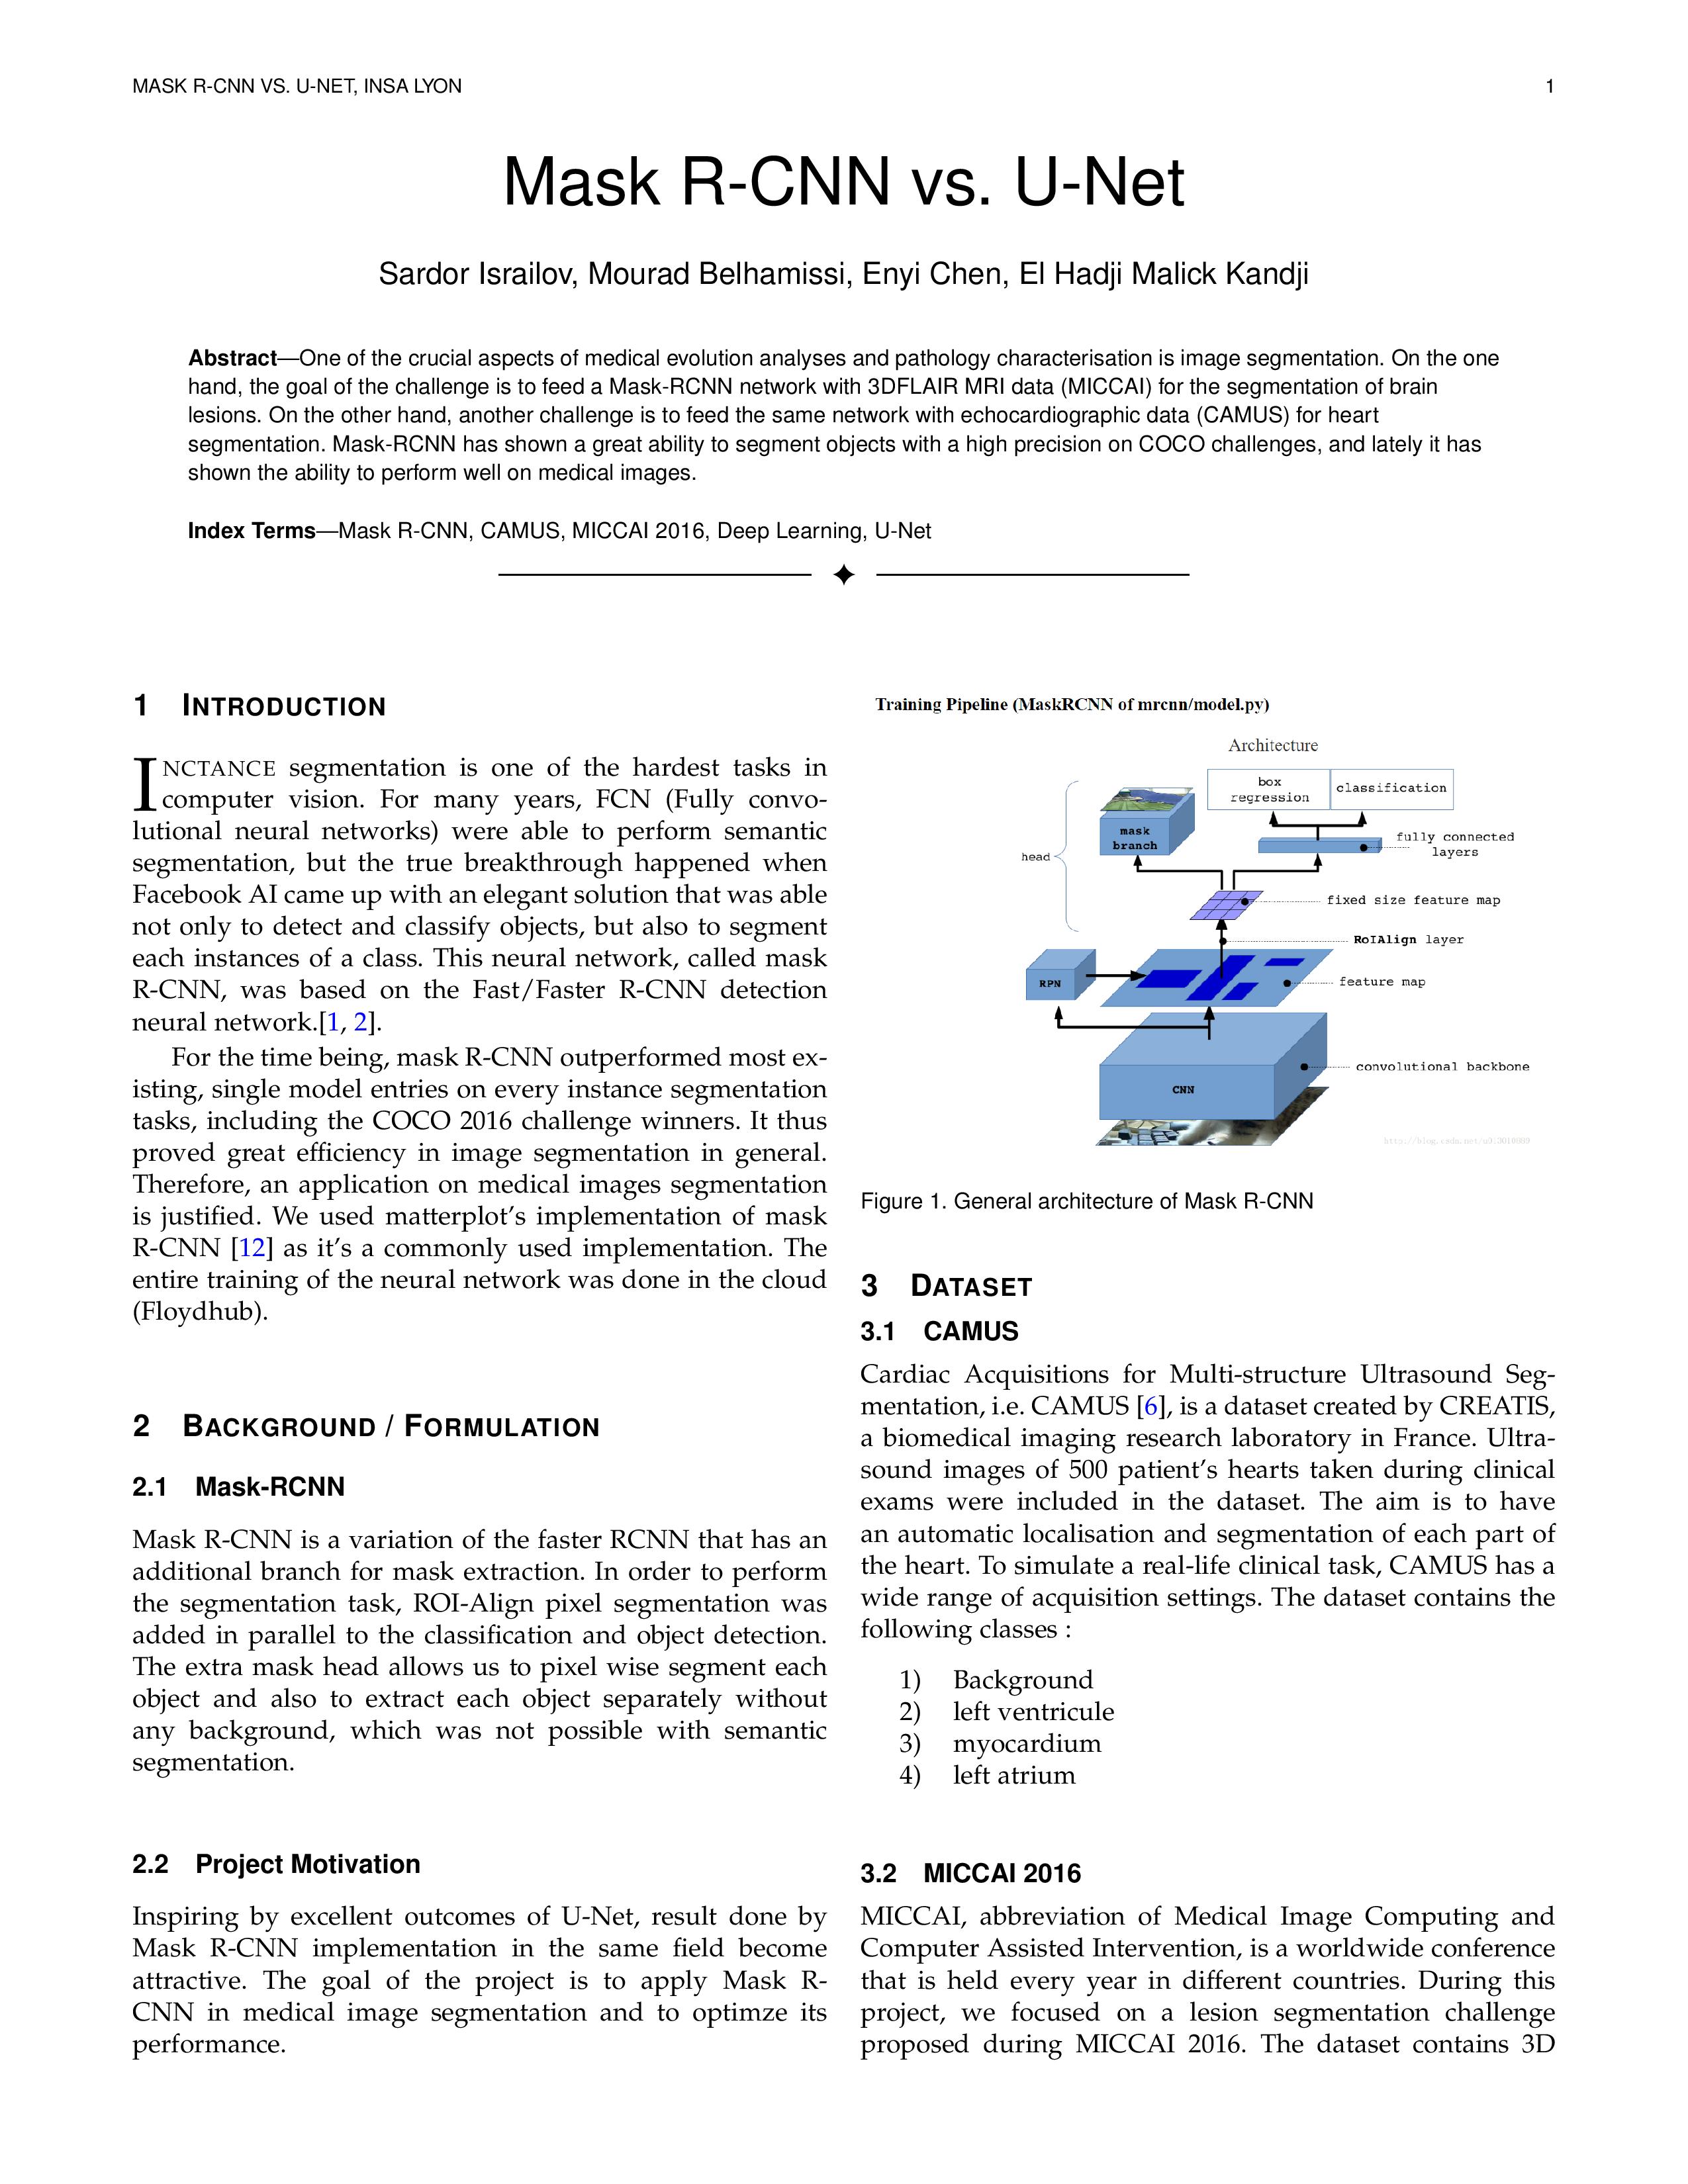 MASK R-CNN VS. U-NET, INSA LYON
1
Mask R-CNN vs. U-Net
Sardor Israilov, Mourad Belhamissi, Enyi Chen, El Hadji Malick Kandji
Abstract—One of the crucial aspects of medical evolution analyses and pathology characterisation is image segmentation. On the one
hand, the goal of the challenge is to feed a Mask-RCNN network with 3DFLAIR MRI data (MICCAI) for the segmentation of brain
lesions. On the other hand, another challenge is to feed the same network with echocardiographic data (CAMUS) for heart
segmentation. Mask-RCNN has shown a great ability to segment objects with a high precision on COCO challenges, and lately it has
shown the ability to perform well on medical images.
Index Terms—Mask R-CNN, CAMUS, MICCAI 2016, Deep Learning, U-Net
1 INTRODUCTION
INCTANCE segmentation is one of the hardest tasks in
computer vision. For many years, FCN (Fully convo-
lutional neural networks) were able to perform semantic
segmentation, but the true breakthrough happened when
Facebook AI came up with an elegant solution that was able
not only to detect and classify objects, but also to segment
each instances of a class. This neural network, called mask
R-CNN, was based on the Fast/Faster R-CNN detection
neural network.[1, 2].
For the time being, mask R-CNN outperformed most ex-
isting, single model entries on every instance segmentation
tasks, including the COCO 2016 challenge winners. It thus
proved great efficiency in image segmentation in general.
Therefore, an application on medical images segmentation
is justified. We used matterplot's implementation of mask
R-CNN [12] as it's a commonly used implementation. The
entire training of the neural network was done in the cloud
(Floydhub).
2 BACKGROUND / FORMULATION
2.1 Mask-RCNN
Mask R-CNN is a variation of the faster RCNN that has an
additional branch for mask extraction. In order to perform
the segmentation task, ROI-Align pixel segmentation was
added in parallel to the classification and object detection.
The extra mask head allows us to pixel wise segment each
object and also to extract each object separately without
any background, which was not possible with semantic
segmentation.
2.2 Project Motivation
Inspiring by excellent outcomes of U-Net, result done by
Mask R-CNN implementation in the same field become
attractive. The goal of the project is to apply Mask R-
CNN in medical image segmentation and to optimze its
performance.
Training Pipeline (MaskRCNN of mrcnn/model.py)
Architecture
box
regression
classification
mask
branch
fully connected
layers
head
fixed size feature map
RoIAlign layer
RPN
feature map
convolutional backbone
CNN
Figure 1. General architecture of Mask R-CNN
3 DATASET
3.1 CAMUS
Cardiac Acquisitions for Multi-structure Ultrasound Seg-
mentation, i.e. CAMUS [6], is a dataset created by CREATIS,
a biomedical imaging research laboratory in France. Ultra-
sound images of 500 patient's hearts taken during clinical
exams were included in the dataset. The aim is to have
an automatic localisation and segmentation of each part of
the heart. To simulate a real-life clinical task, CAMUS has a
wide range of acquisition settings. The dataset contains the
following classes :
1) Background
2) left ventricule
3) myocardium
4) left atrium
3.2 MICCAI 2016
MICCAI, abbreviation of Medical Image Computing and
Computer Assisted Intervention, is a worldwide conference
that is held every year in different countries. During this
project, we focused on a lesion segmentation challenge
proposed during MICCAI 2016. The dataset contains 3D